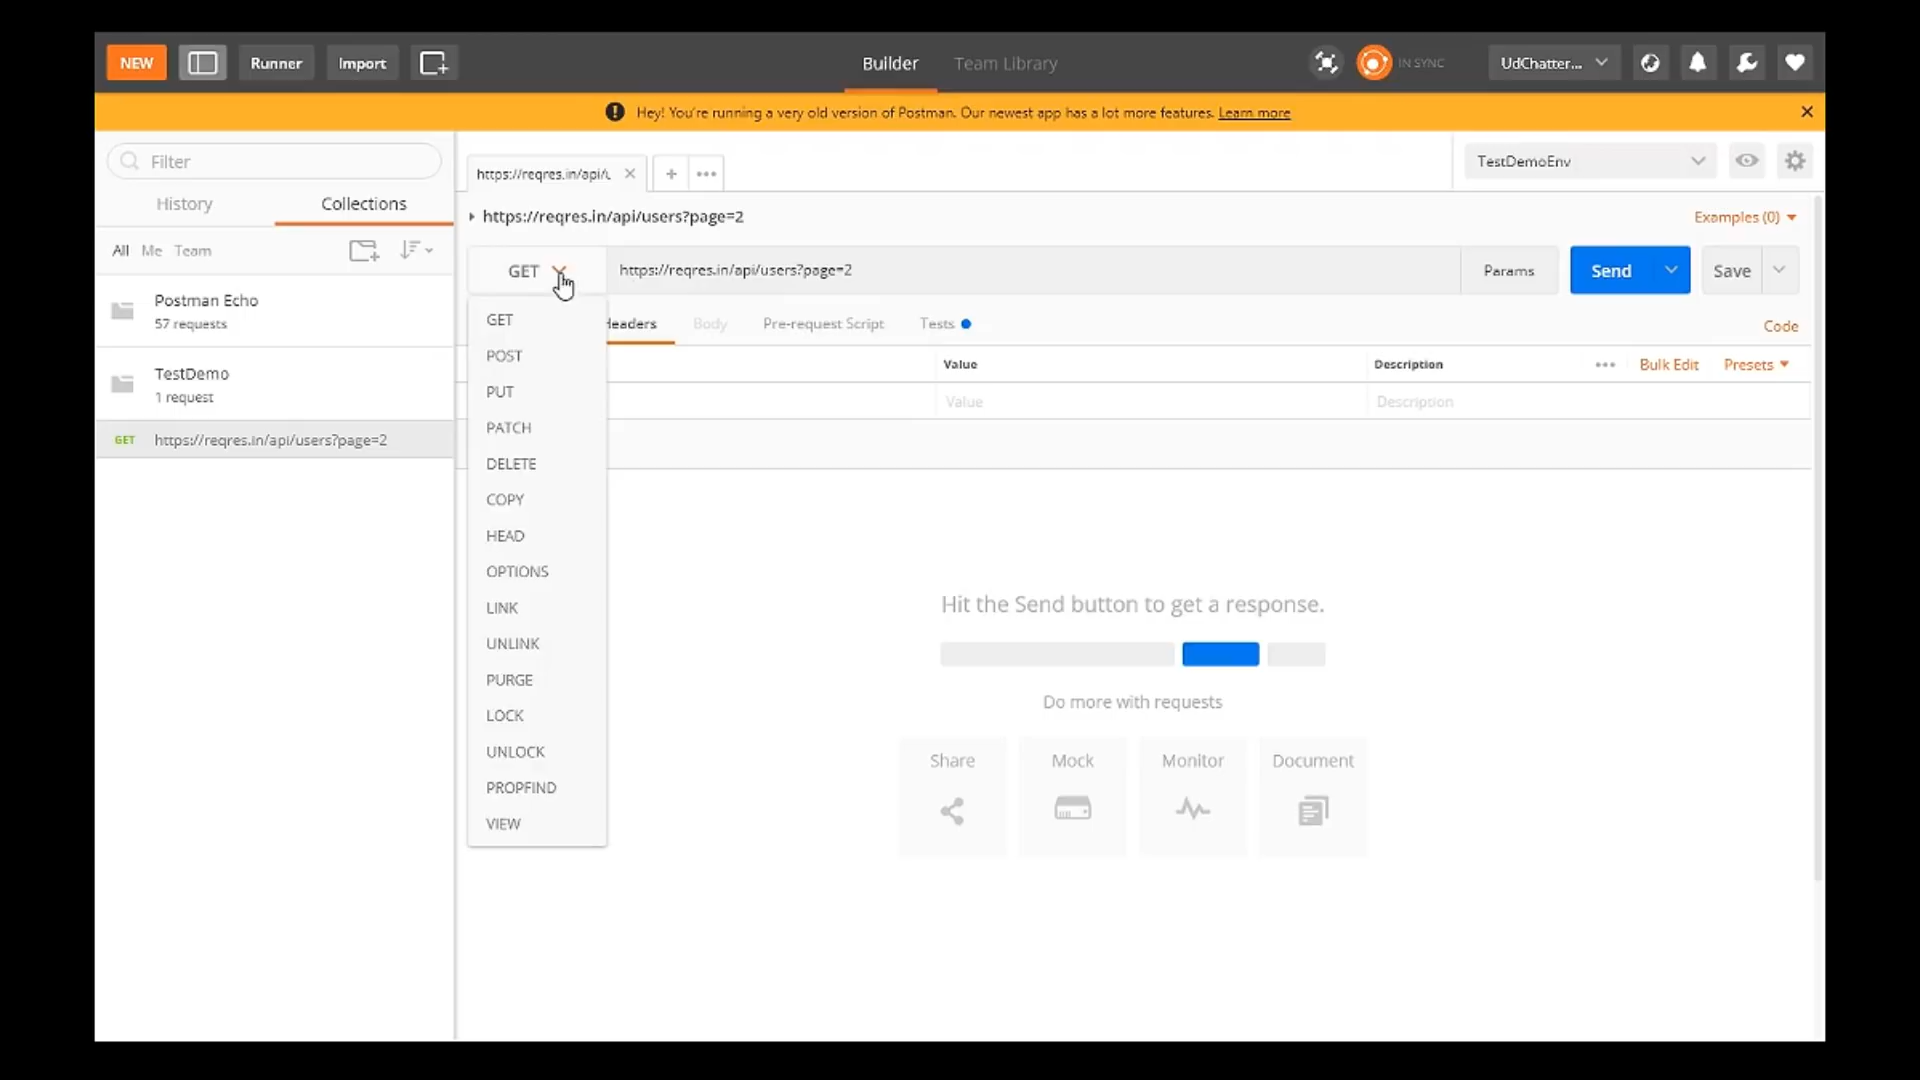 NEW
Runner
Import
Builder
Team Library
IN SYNC
UdChatter...
Hey! You're running a very old version of Postman. Our newest app has a lot more features. Learn more
Filter
History
Collections
All Me Team
Postman Echo
57 requests
TestDemo
1 request
GET https://reqres.in/api/users?page=2
https://reqres.in/api/u
TestDemoEnv
https://reqres.in/api/users?page=2
Examples (0)
GET
https://reqres.in/api/users?page=2
Params
Send
Save
GET
POST
PUT
PATCH
DELETE
COPY
HEAD
OPTIONS
LINK
UNLINK
PURGE
LOCK
UNLOCK
PROPFIND
VIEW
Headers
Body
Pre-request Script
Tests
Code
Value
Description
Bulk Edit
Presets
Value
Description
Hit the Send button to get a response.
Do more with requests
Share
Mock
Monitor
Document